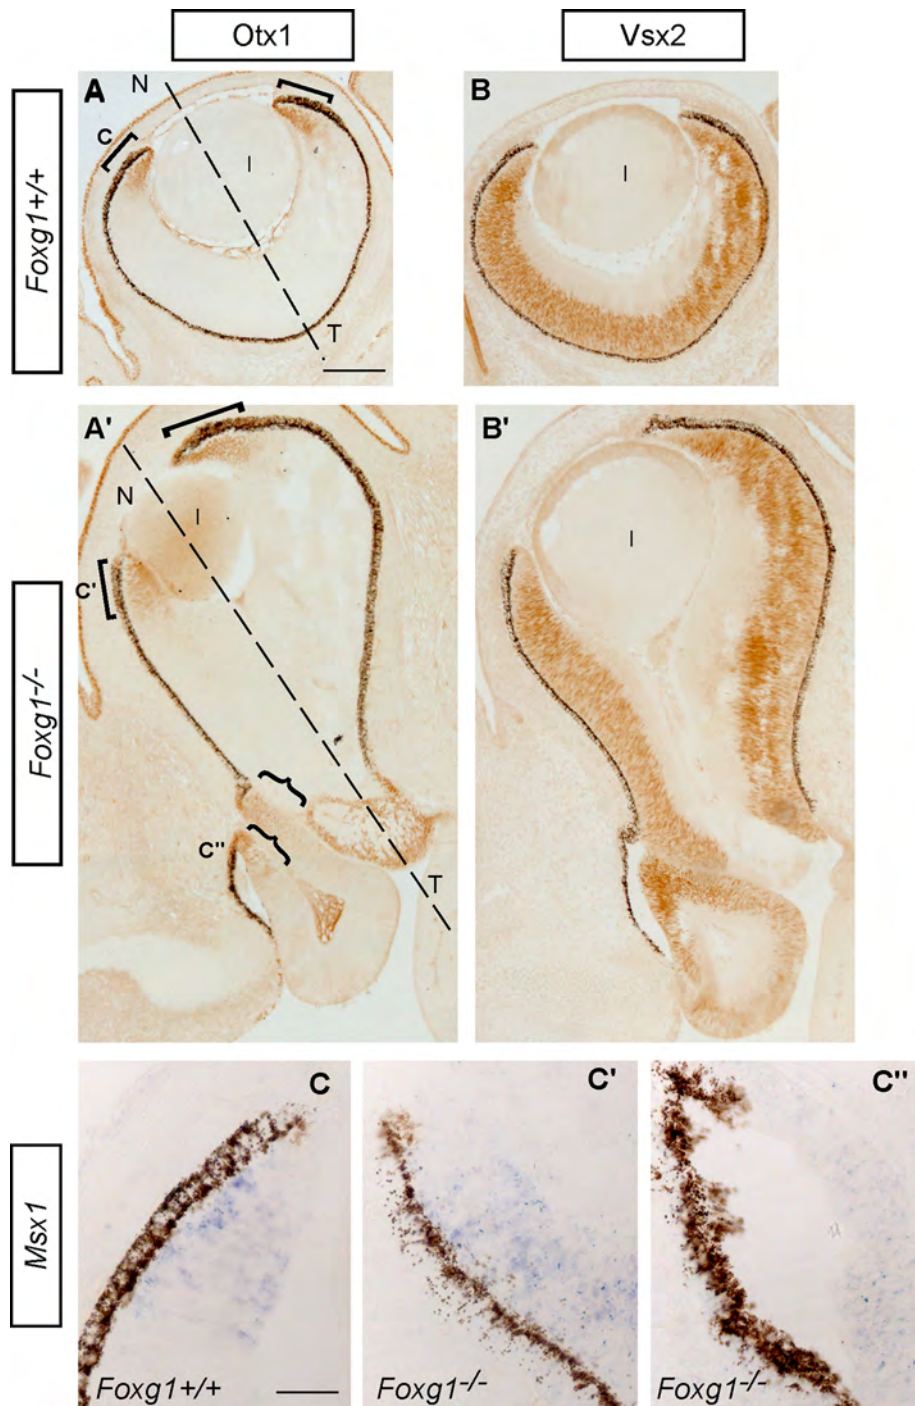 Otx1
Vsx2
Foxg1+/+
A
N
C
l
T
B
l
Foxg1-/-
A'
N
l
C'
C"
T
B'
l
Msx1
C
Foxg1+/+
C'
Foxg1-/-
C"
Foxg1-/-